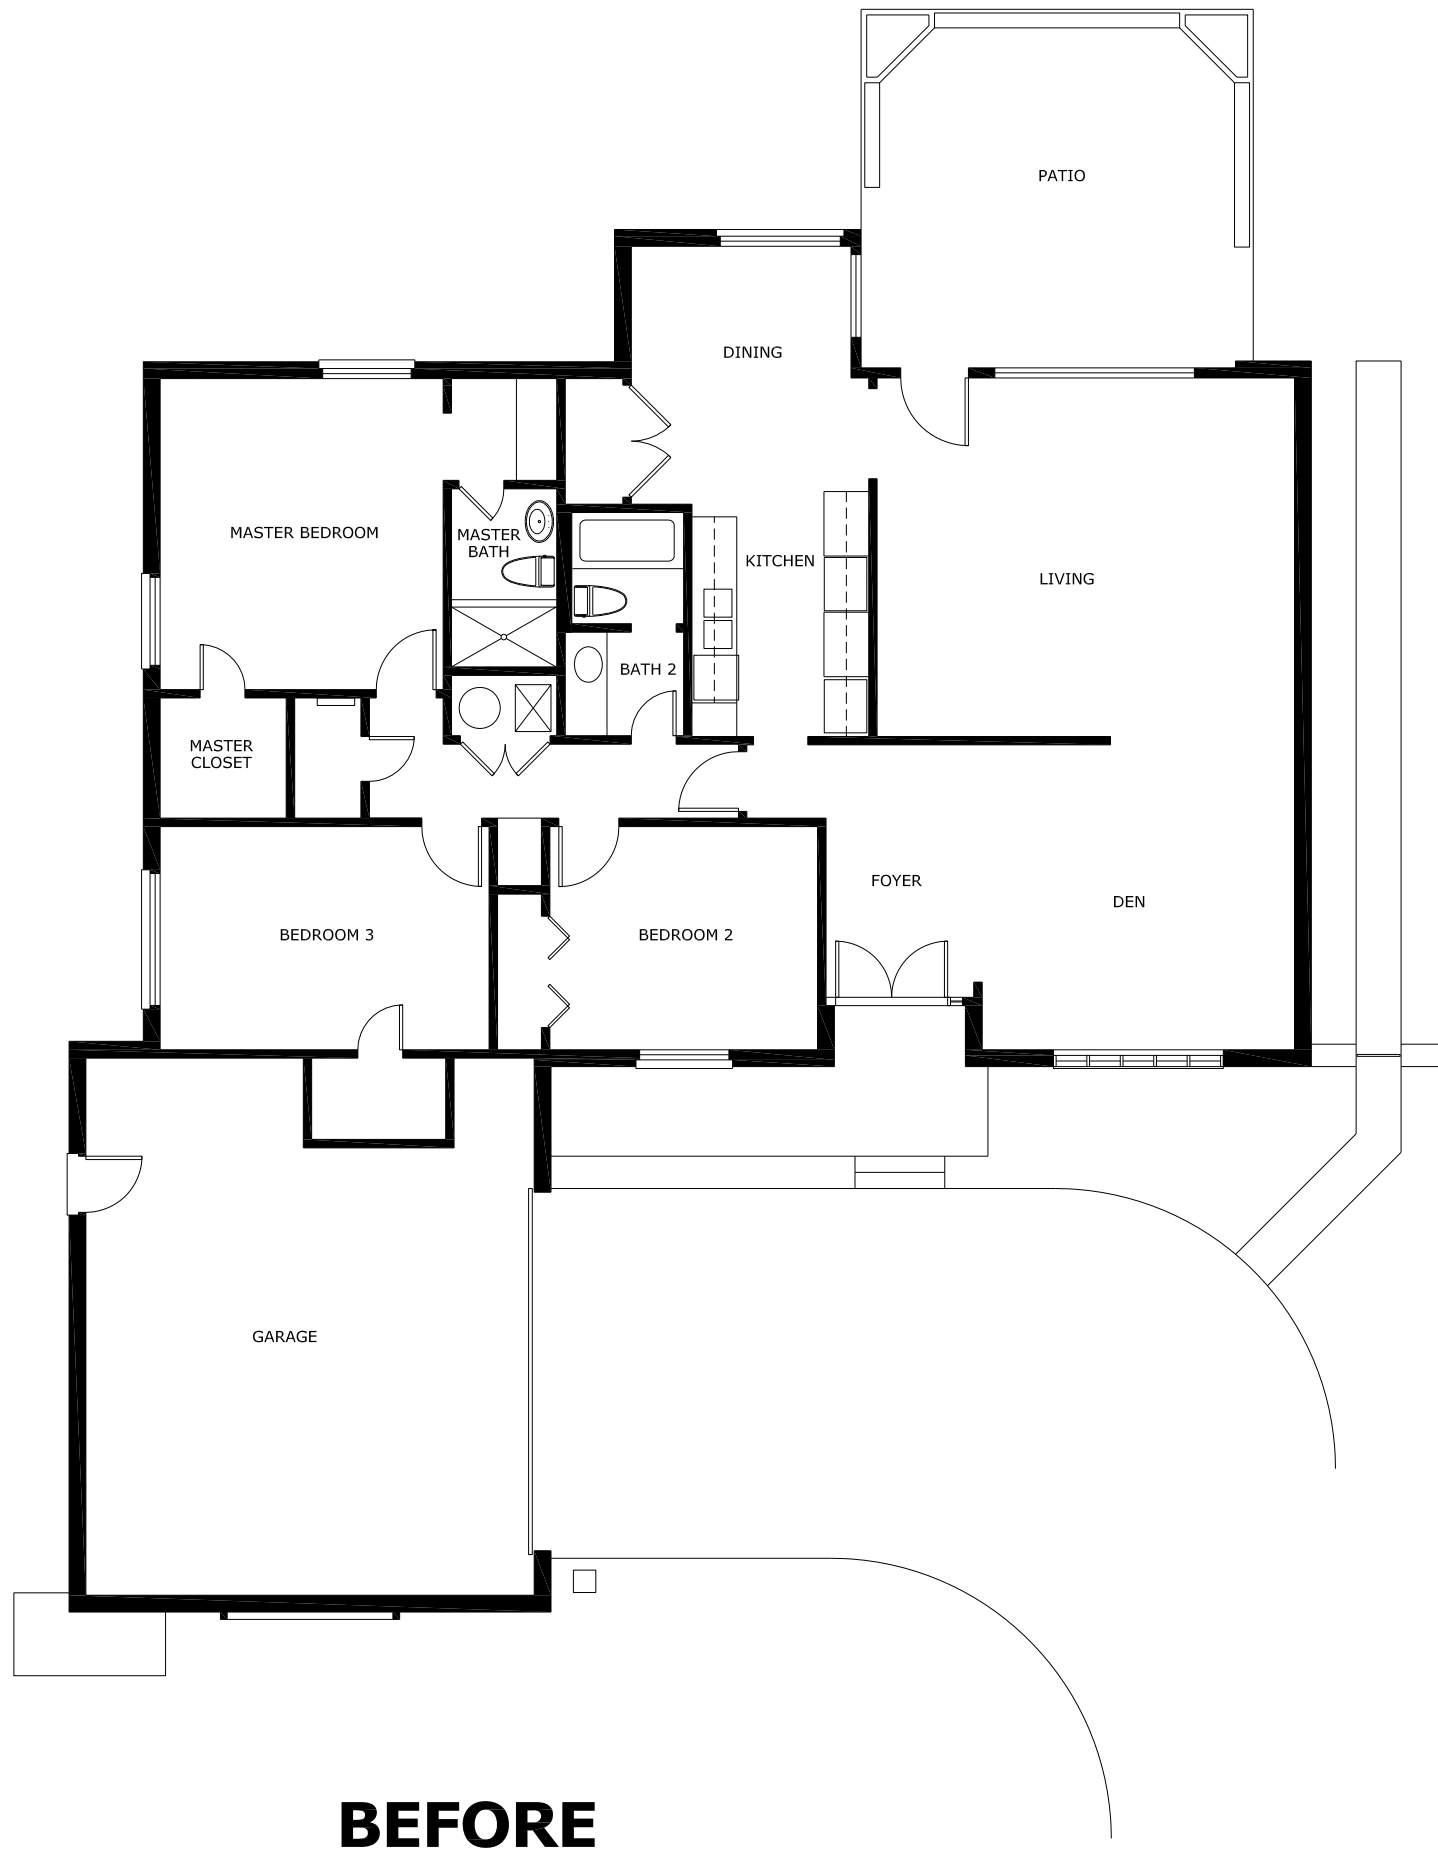 PATIO
DINING
MASTER BEDROOM
MASTER
BATH
KITCHEN
LIVING
BATH 2
MASTER
CLOSET
FOYER
DEN
BEDROOM 3
BEDROOM 2
GARAGE
BEFORE